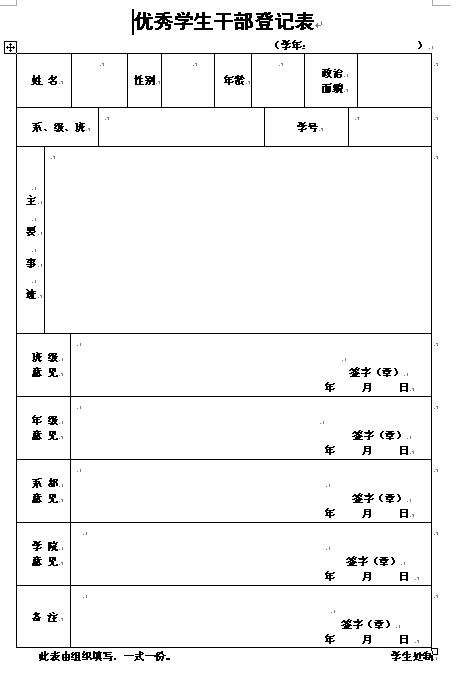 优秀学生干部登记表
（学年： ）
姓 名 性别 年龄 政治
面貌
系、级、班 学号
主
要
事
迹
班 级
意 见 签字（章）
年 月 日
年 级
意 见 签字（章）
年 月 日
系 部
意 见 签字（章）
年 月 日
学 院
意 见 签字（章）
年 月 日
备 注 签字（章）
年 月 日
此表由组织填写，一式一份。 学生处制